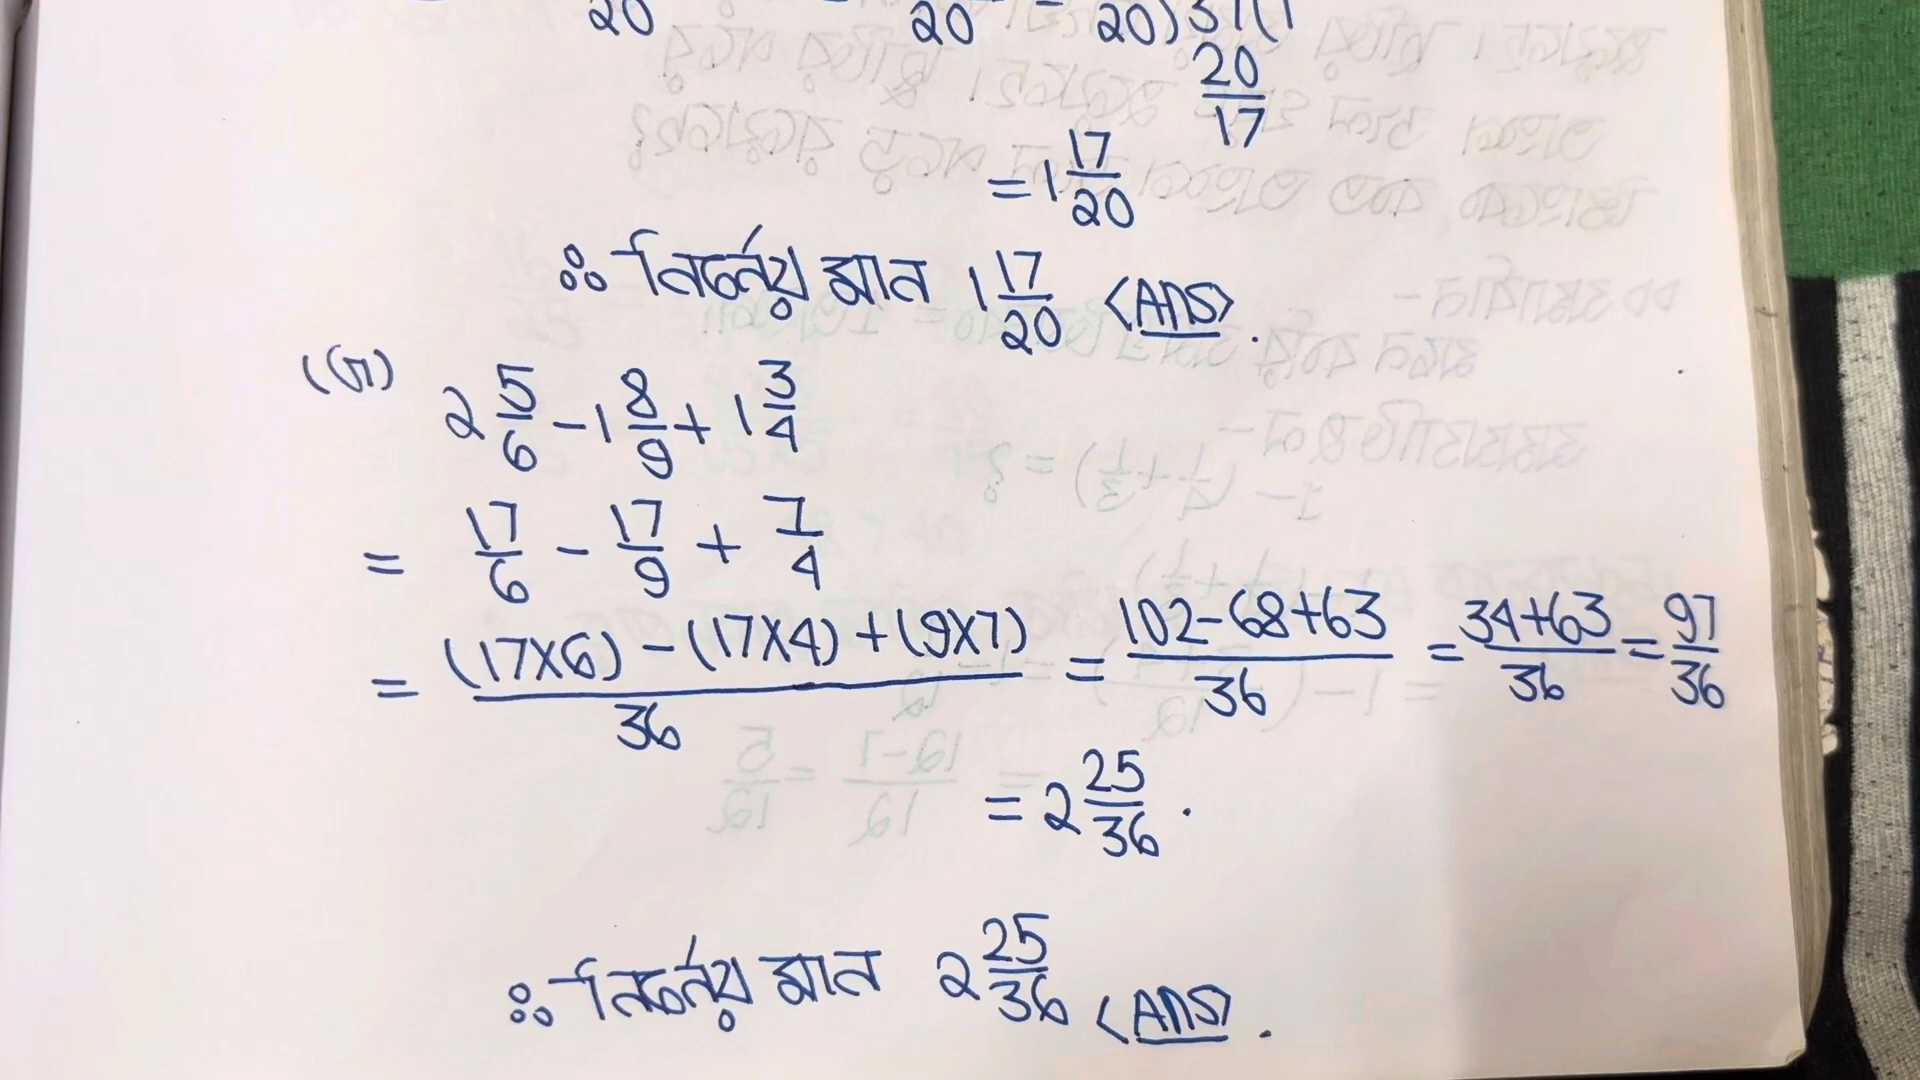 20 20 20)37(1
20
17
= 1 17/20
∴ নির্নেয় মান 1 17/20 <Ans>.
(গ) 2 5/6 - 1 8/9 + 1 3/4
= 17/6 - 17/9 + 7/4
= (17×6) - (17×4) + (9×7)/36 = 102-68+63/36 = 34+63/36 = 97/36
= 2 25/36 .
∴ নির্নেয় মান 2 25/36 <Ans>.